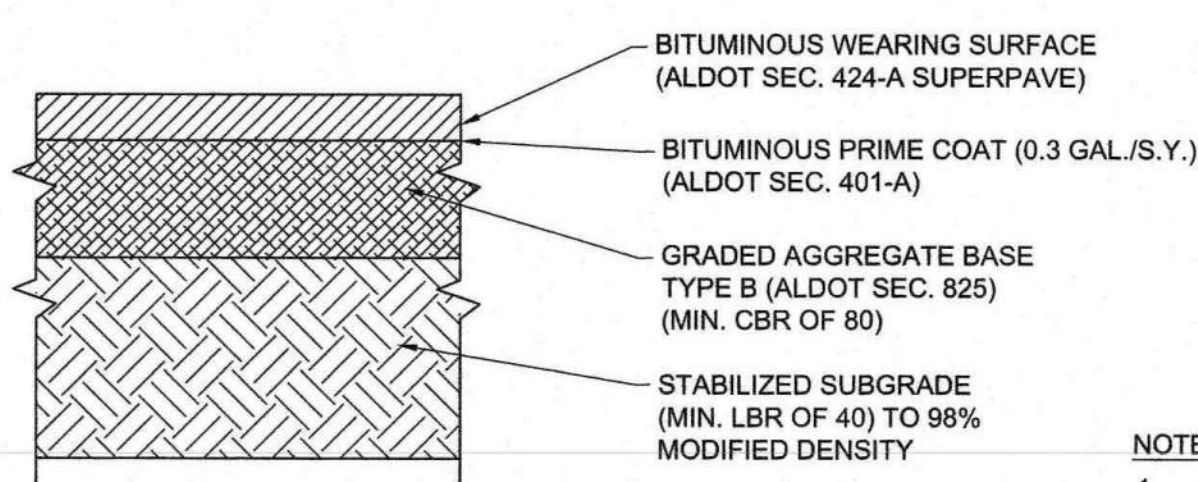 BITUMINOUS WEARING SURFACE
(ALDOT SEC. 424-A SUPERPAVE)
BITUMINOUS PRIME COAT (0.3 GAL./S.Y.)
(ALDOT SEC. 401-A)
GRADED AGGREGATE BASE
TYPE B (ALDOT SEC. 825)
(MIN. CBR OF 80)
STABILIZED SUBGRADE
(MIN. LBR OF 40) TO 98%
MODIFIED DENSITY
NOTE